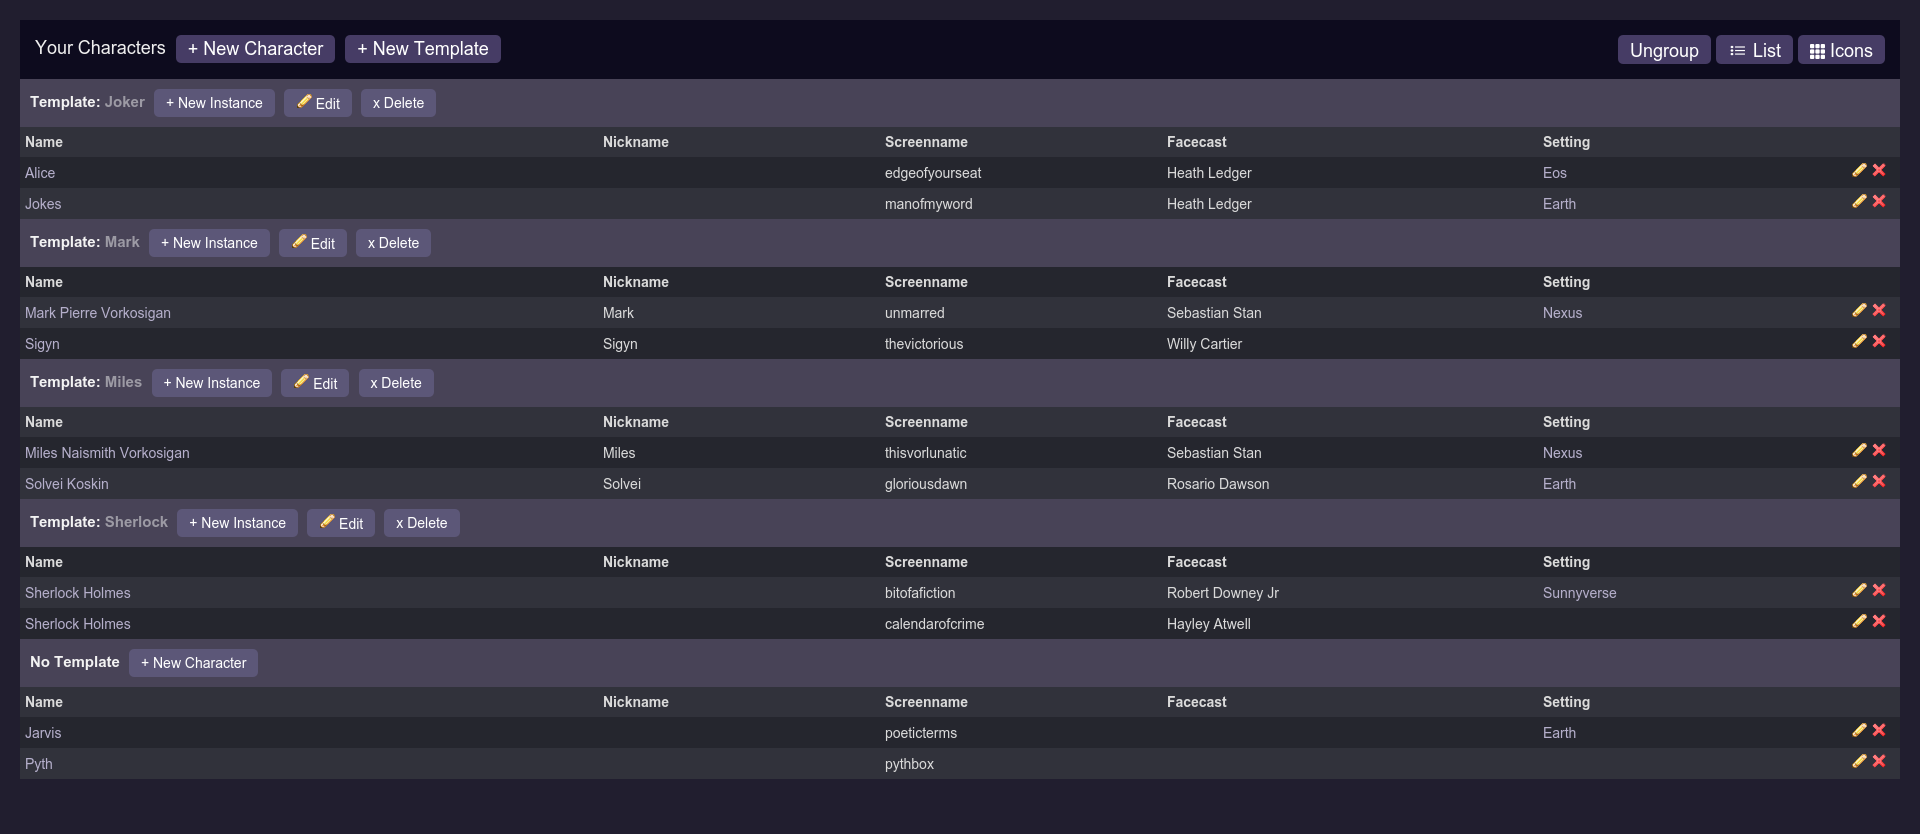 Your Characters + New Character + New Template Ungroup List Icons
Template: Joker + New Instance Edit x Delete
Name Nickname Screenname Facecast Setting
Alice edgeofyourseat Heath Ledger Eos
Jokes manofmyword Heath Ledger Earth
Template: Mark + New Instance Edit x Delete
Name Nickname Screenname Facecast Setting
Mark Pierre Vorkosigan Mark unmarred Sebastian Stan Nexus
Sigyn Sigyn thevictorious Willy Cartier
Template: Miles + New Instance Edit x Delete
Name Nickname Screenname Facecast Setting
Miles Naismith Vorkosigan Miles thisvorlunatic Sebastian Stan Nexus
Solvei Koskin Solvei gloriousdawn Rosario Dawson Earth
Template: Sherlock + New Instance Edit x Delete
Name Nickname Screenname Facecast Setting
Sherlock Holmes bitofafiction Robert Downey Jr Sunnyverse
Sherlock Holmes calendarofcrime Hayley Atwell
No Template + New Character
Name Nickname Screenname Facecast Setting
Jarvis poeticterms Earth
Pyth pythbox